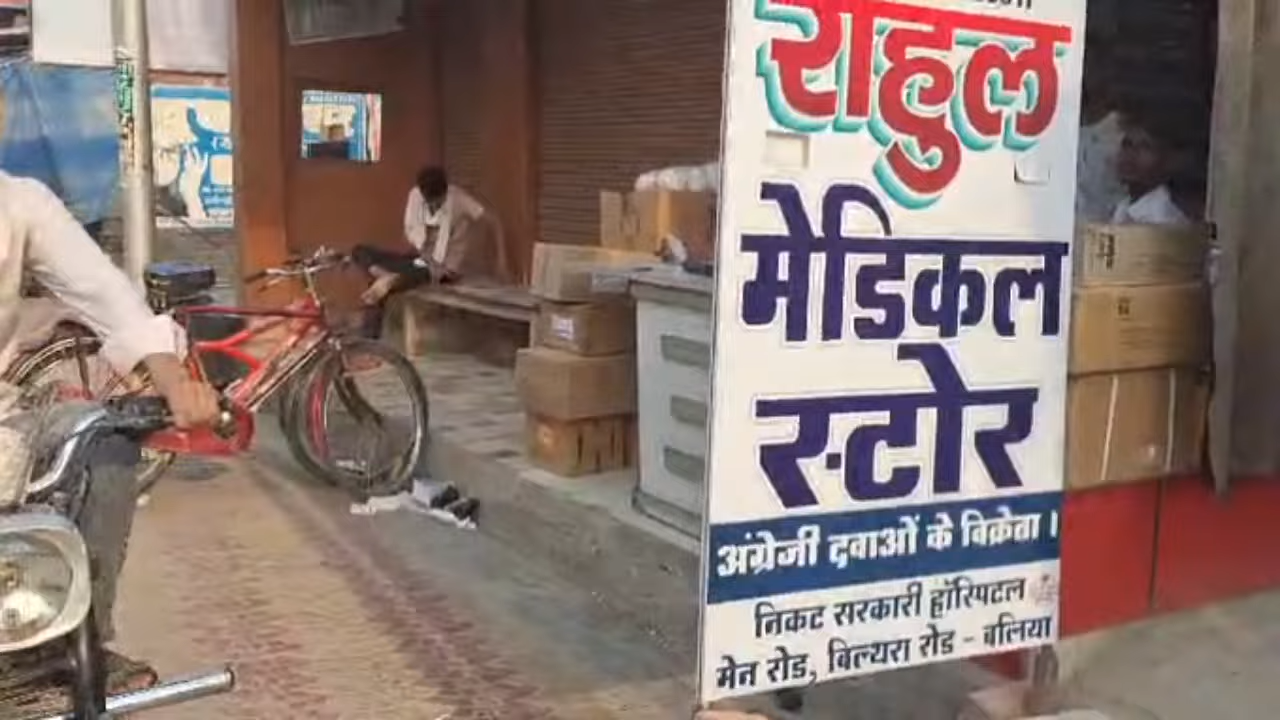 राहुल
मेडिकल
स्टोर
अंग्रेजी दवाओं के विक्रेता ।
निकट सरकारी हॉस्पिटल
मेन रोड, विल्थरा रोड - बलिया